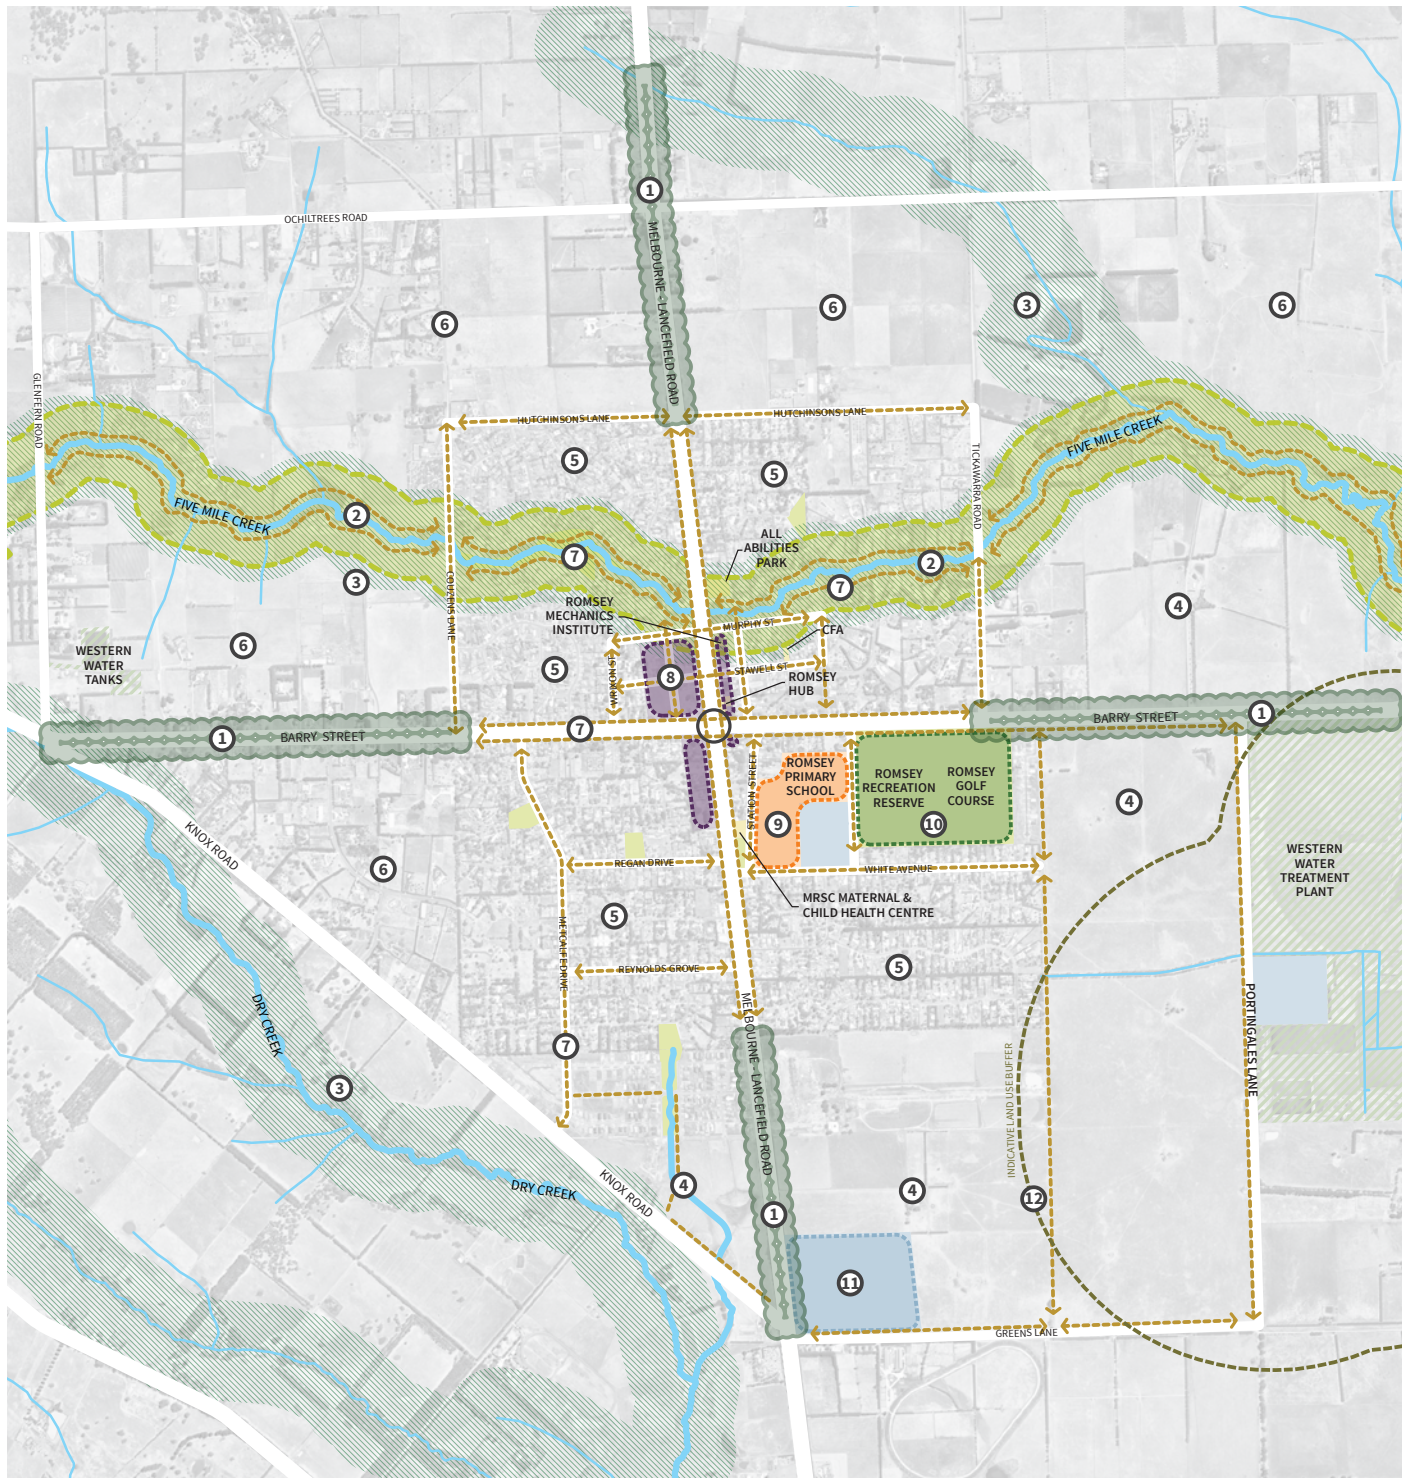 1
OCHILTREES ROAD
MELBOURNE - LANCEFIELD ROAD
6
6
3
6
GLENFERN ROAD
HUTCHINSONS LANE
HUTCHINSONS LANE
FIVE MILE CREEK
5
5
TICKAWARRA ROAD
FIVE MILE CREEK
2
ALL
ABILITIES
PARK
7
2
3
7
COUZENS LANE
ROMSEY
MECHANICS
INSTITUTE
4
MURPHY ST
CFA
6
WESTERN
WATER
TANKS
5
MIXON ST
8
STAWELL ST
ROMSEY
HUB
1
BARRY STREET
7
BARRY STREET
1
STATION STREET
ROMSEY
PRIMARY
SCHOOL
ROMSEY
RECREATION
RESERVE
ROMSEY
GOLF
COURSE
4
9
10
KNOX ROAD
6
REGAN DRIVE
WHITE AVENUE
WESTERN
WATER
TREATMENT
PLANT
MRSC MATERNAL &
CHILD HEALTH CENTRE
5
METCALFE DRIVE
REYNOLDS GROVE
5
DRY CREEK
MELBOURNE - LANCEFIELD ROAD
PORTINGALES LANE
7
3
INDICATIVE LAND USE BUFFER
DRY CREEK
KNOX ROAD
4
4
12
1
11
GREENS LANE